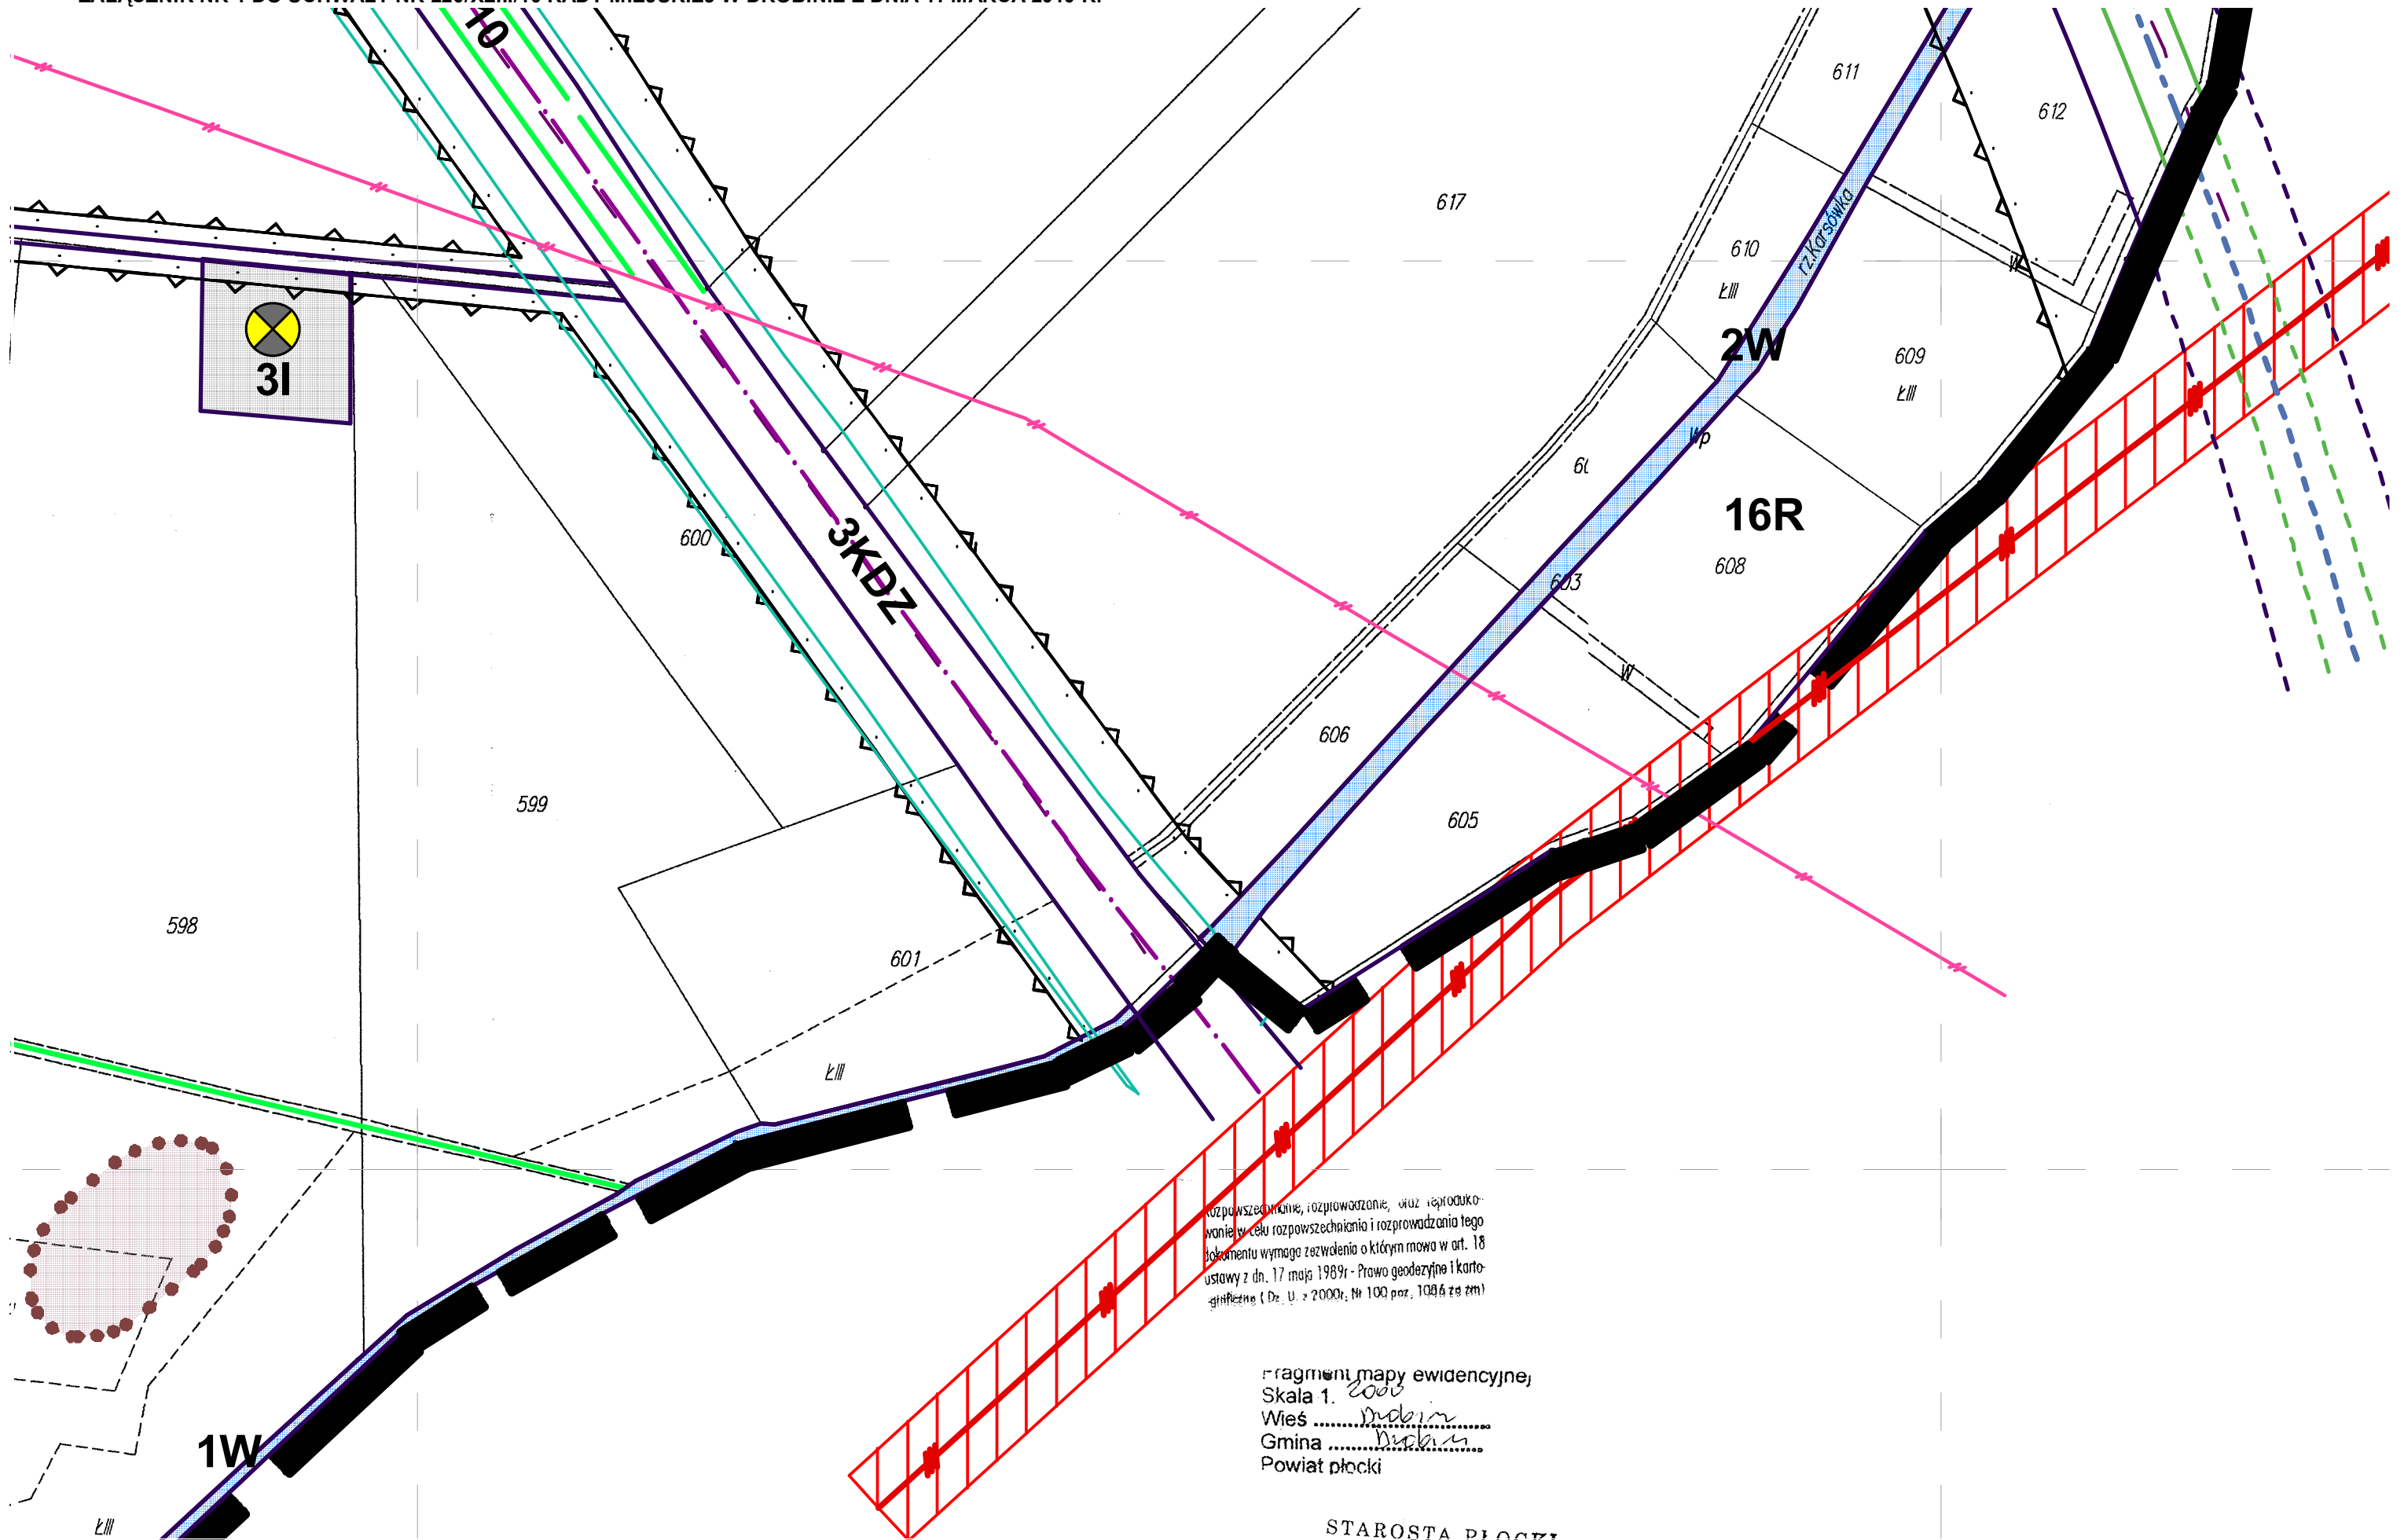 10
611
612
617
610
ŁIII
rz.Karsówka
W
2W
609
ŁIII
3I
Wp
60
16R
600
3KDZ
603
608
W
606
599
605
598
601
ŁIII
rozprowadzanie, oraz reproduko-
wanie w celu rozpowszechniania i rozprowadzania tego
dokumentu wymaga zezwolenia o którym mowa w art. 18
ustawy z dn. 17 maja 1989r - Prawo geodezyjne i karto-
graficzne ( Dz. U. z 2000r. Nr 100 poz. 1086 ze zm)
Fragment mapy ewidencyjnej
Skala 1. 2000
Wieś Drobin
Gmina Drobin
Powiat płocki
1W
ŁIII
STAROSTA PŁOCKI